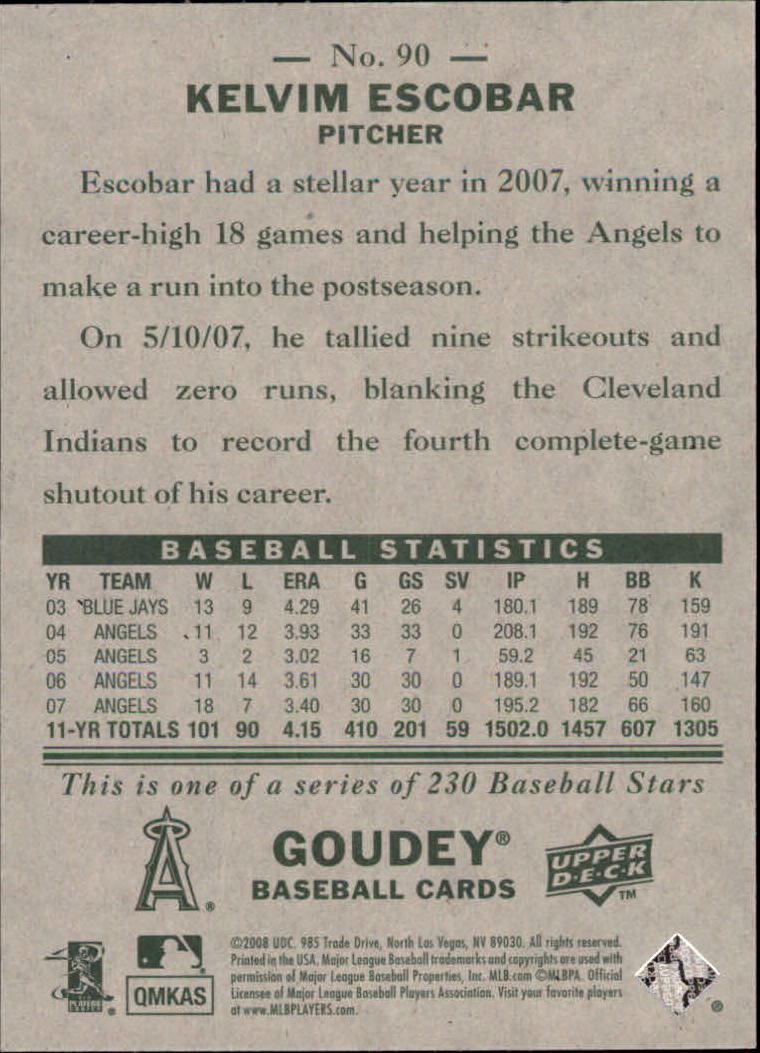 — No. 90 —
KELVIM ESCOBAR
PITCHER
Escobar had a stellar year in 2007, winning a
career-high 18 games and helping the Angels to
make a run into the postseason.
On 5/10/07, he tallied nine strikeouts and
allowed zero runs, blanking the Cleveland
Indians to record the fourth complete-game
shutout of his career.
BASEBALL STATISTICS
YR TEAM W L ERA G GS SV IP H BB K
03 BLUE JAYS 13 9 4.29 41 26 4 180.1 189 78 159
04 ANGELS 11 12 3.93 33 33 0 208.1 192 76 191
05 ANGELS 3 2 3.02 16 7 1 59.2 45 21 63
06 ANGELS 11 14 3.61 30 30 0 189.1 192 50 147
07 ANGELS 18 7 3.40 30 30 0 195.2 182 66 160
11-YR TOTALS 101 90 4.15 410 201 59 1502.0 1457 607 1305
This is one of a series of 230 Baseball Stars
A®
GOUDEY®
BASEBALL CARDS
UPPER
D·E·C·K
TM
©2008 UDC. 985 Trade Drive, North Las Vegas, NV 89030. All rights reserved.
Printed in the USA. Major League Baseball trademarks and copyrights are used with
permission of Major League Baseball Properties, Inc. MLB.com ©MLBPA. Official
Licensee of Major League Baseball Players Association. Visit your favorite players
at www.MLBPLAYERS.com.
QMKAS